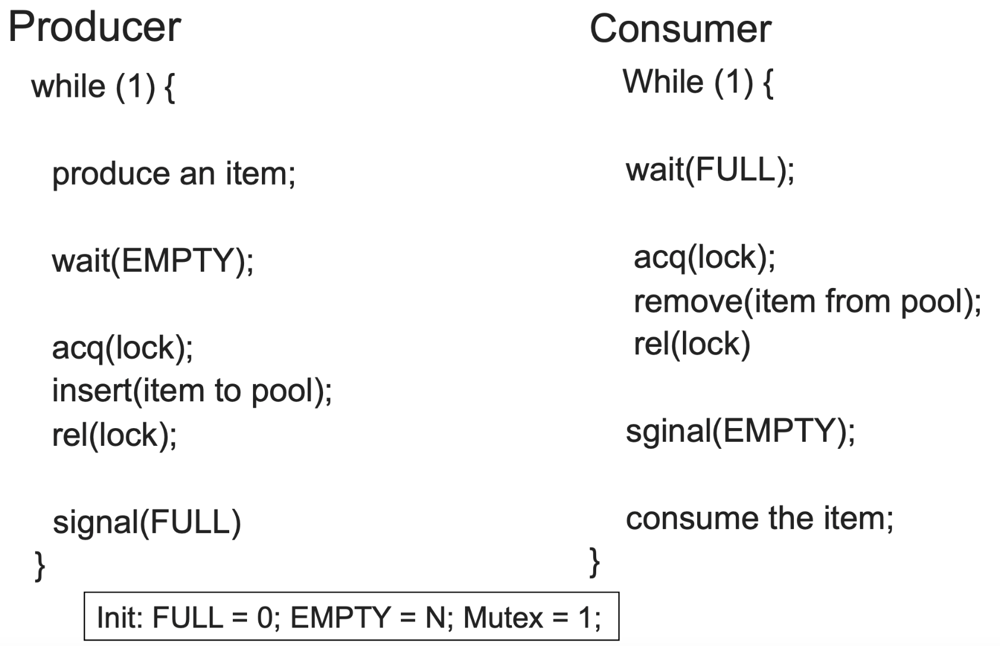 Producer
while (1) {
produce an item;
wait(EMPTY);
acq(lock);
insert(item to pool);
rel(lock);
signal(FULL)
}
Consumer
While (1) {
wait(FULL);
acq(lock);
remove(item from pool);
rel(lock)
sginal(EMPTY);
consume the item;
}
Init: FULL = 0; EMPTY = N; Mutex = 1;